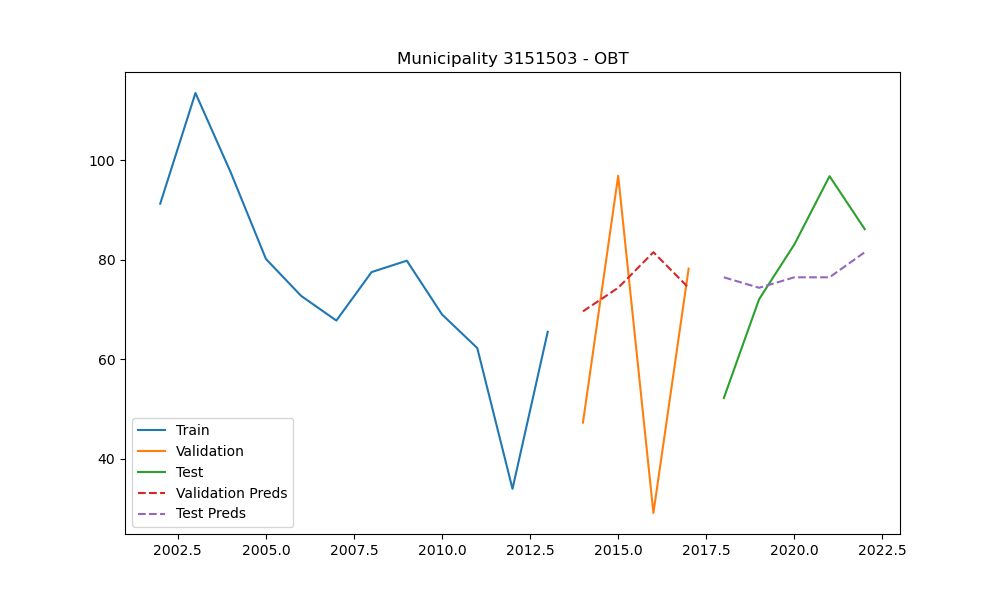 Municipality 3151503 - OBT
100
80
60
40
Train
Validation
Test
Validation Preds
Test Preds
2002.5 2005.0 2007.5 2010.0 2012.5 2015.0 2017.5 2020.0 2022.5